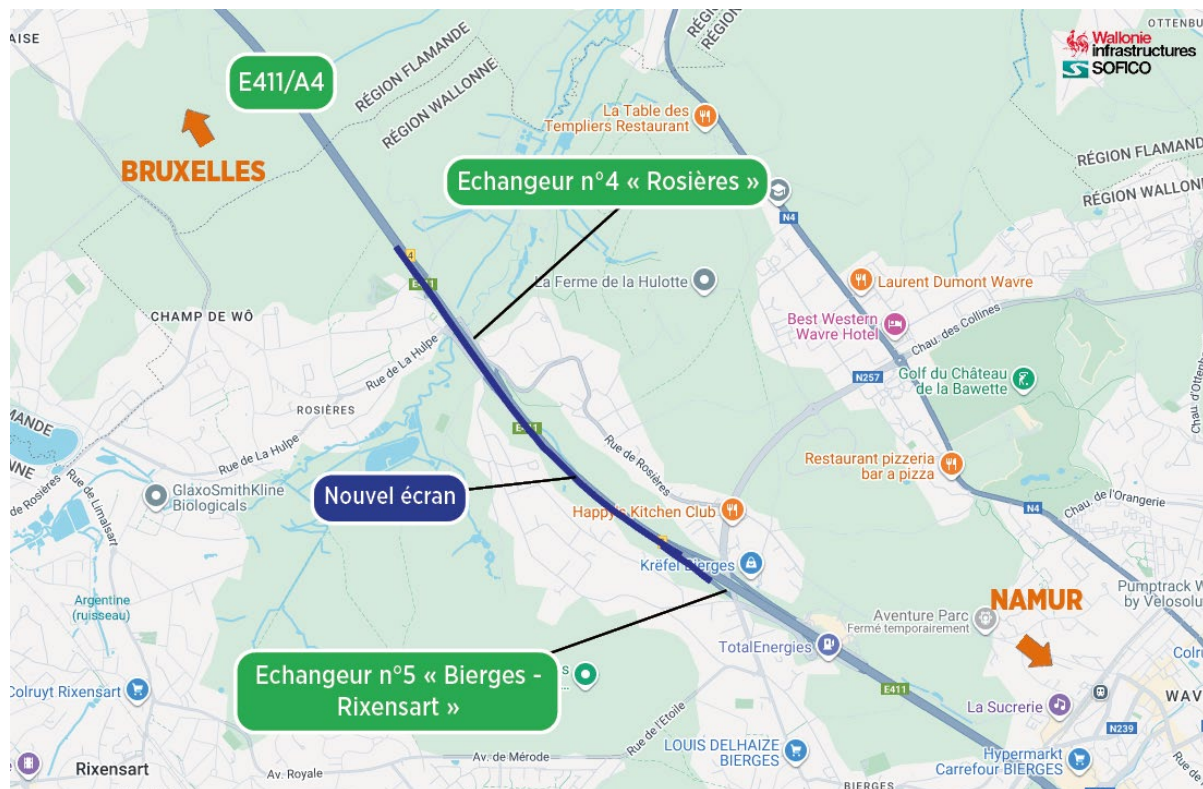 AISE
OTTENBU
Wallonie
infrastructures
SOFICO
E411/A4
RÉGION FLAMANDE
RÉGION WALLONNE
La Table des
Templiers Restaurant
BRUXELLES
RÉGION FLAMANDE
RÉGION WALLONNE
Echangeur n°4 « Rosières »
N4
4
La Ferme de la Hulotte
Laurent Dumont Wavre
CHAMP DE WÔ
Best Western
Wavre Hotel
Chau. des Collines
Rue de La Hulpe
N257
Golf du Château
de la Bawette
ROSIÈRES
Rue de La Hulpe
Rue de Rosières
Restaurant pizzeria
bar a pizza
Nouvel écran
GlaxoSmithKline
Biologicals
Rue de Limalsart
de Rosières
Happy's Kitchen Club
N4
Chau. de l'Orangerie
Krëfel Bierges
Argentine
(ruisseau)
NAMUR
Pumptrack W
by Velosolu
Aventure Parc
Fermé temporairement
TotalEnergies
Echangeur n°5 « Bierges -
Rixensart »
E411
Colruyt Rixensart
La Sucrerie
WAV
Rue de l'Etoile
N239
LOUIS DELHAIZE
BIERGES
Hypermarkt
Carrefour BIERGES
Av. de Mérode
Rixensart
Av. Royale
BIERGES